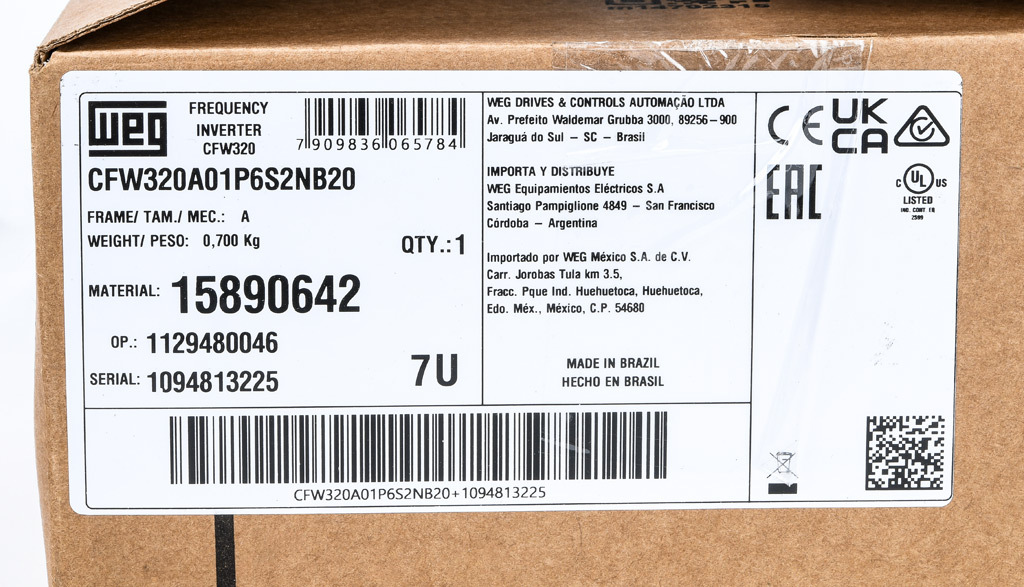 weg
FREQUENCY
INVERTER
CFW320
7 909836 065784
CFW320A01P6S2NB20
FRAME/ TAM./ MEC.: A
WEIGHT/ PESO: 0,700 Kg
QTY.:1
MATERIAL: 15890642
OP.: 1129480046
SERIAL: 1094813225
7U
WEG DRIVES & CONTROLS AUTOMAÇÃO LTDA
Av. Prefeito Waldemar Grubba 3000, 89256-900
Jaraguá do Sul - SC - Brasil
IMPORTA Y DISTRIBUYE
WEG Equipamientos Eléctricos S.A
Santiago Pampiglione 4849 - San Francisco
Córdoba - Argentina
Importado por WEG México S.A. de C.V.
Carr. Jorobas Tula km 3.5,
Fracc. Pque Ind. Huehuetoca, Huehuetoca,
Edo. Méx., México, C.P. 54680
MADE IN BRAZIL
HECHO EN BRASIL
CE
UK
CA
EAC
C UL US
LISTED
IND. CONT. EQ.
2599
CFW320A01P6S2NB20+1094813225